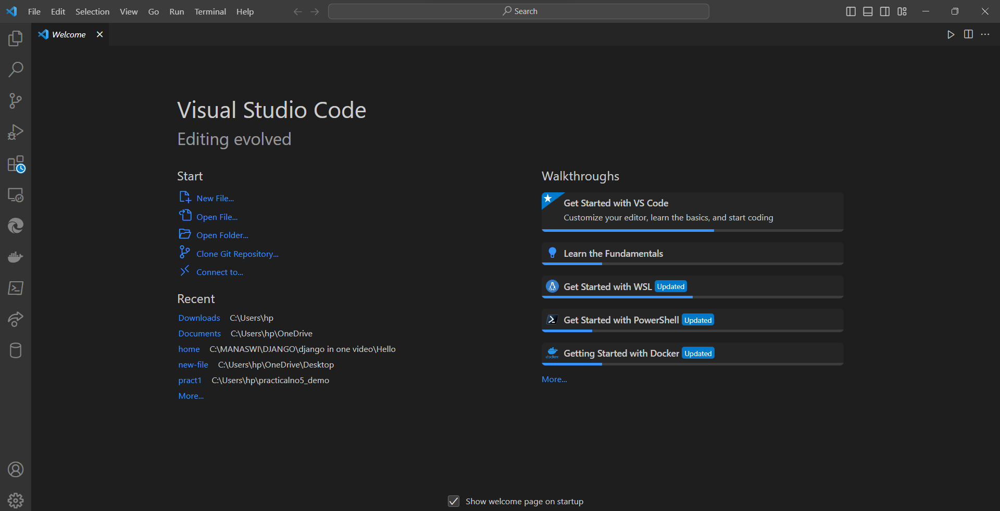 File Edit Selection View Go Run Terminal Help Search
Welcome
Visual Studio Code
Editing evolved
Start
New File...
Open File...
Open Folder...
Clone Git Repository...
Connect to...
Recent
Downloads C:\Users\hp
Documents C:\Users\hp\OneDrive
home C:\MANASWI\DJANGO\django in one video\Hello
new-file C:\Users\hp\OneDrive\Desktop
pract1 C:\Users\hp\practicalno5_demo
More...
Walkthroughs
Get Started with VS Code
Customize your editor, learn the basics, and start coding
Learn the Fundamentals
Get Started with WSL Updated
Get Started with PowerShell Updated
docker
Getting Started with Docker Updated
More...
Show welcome page on startup